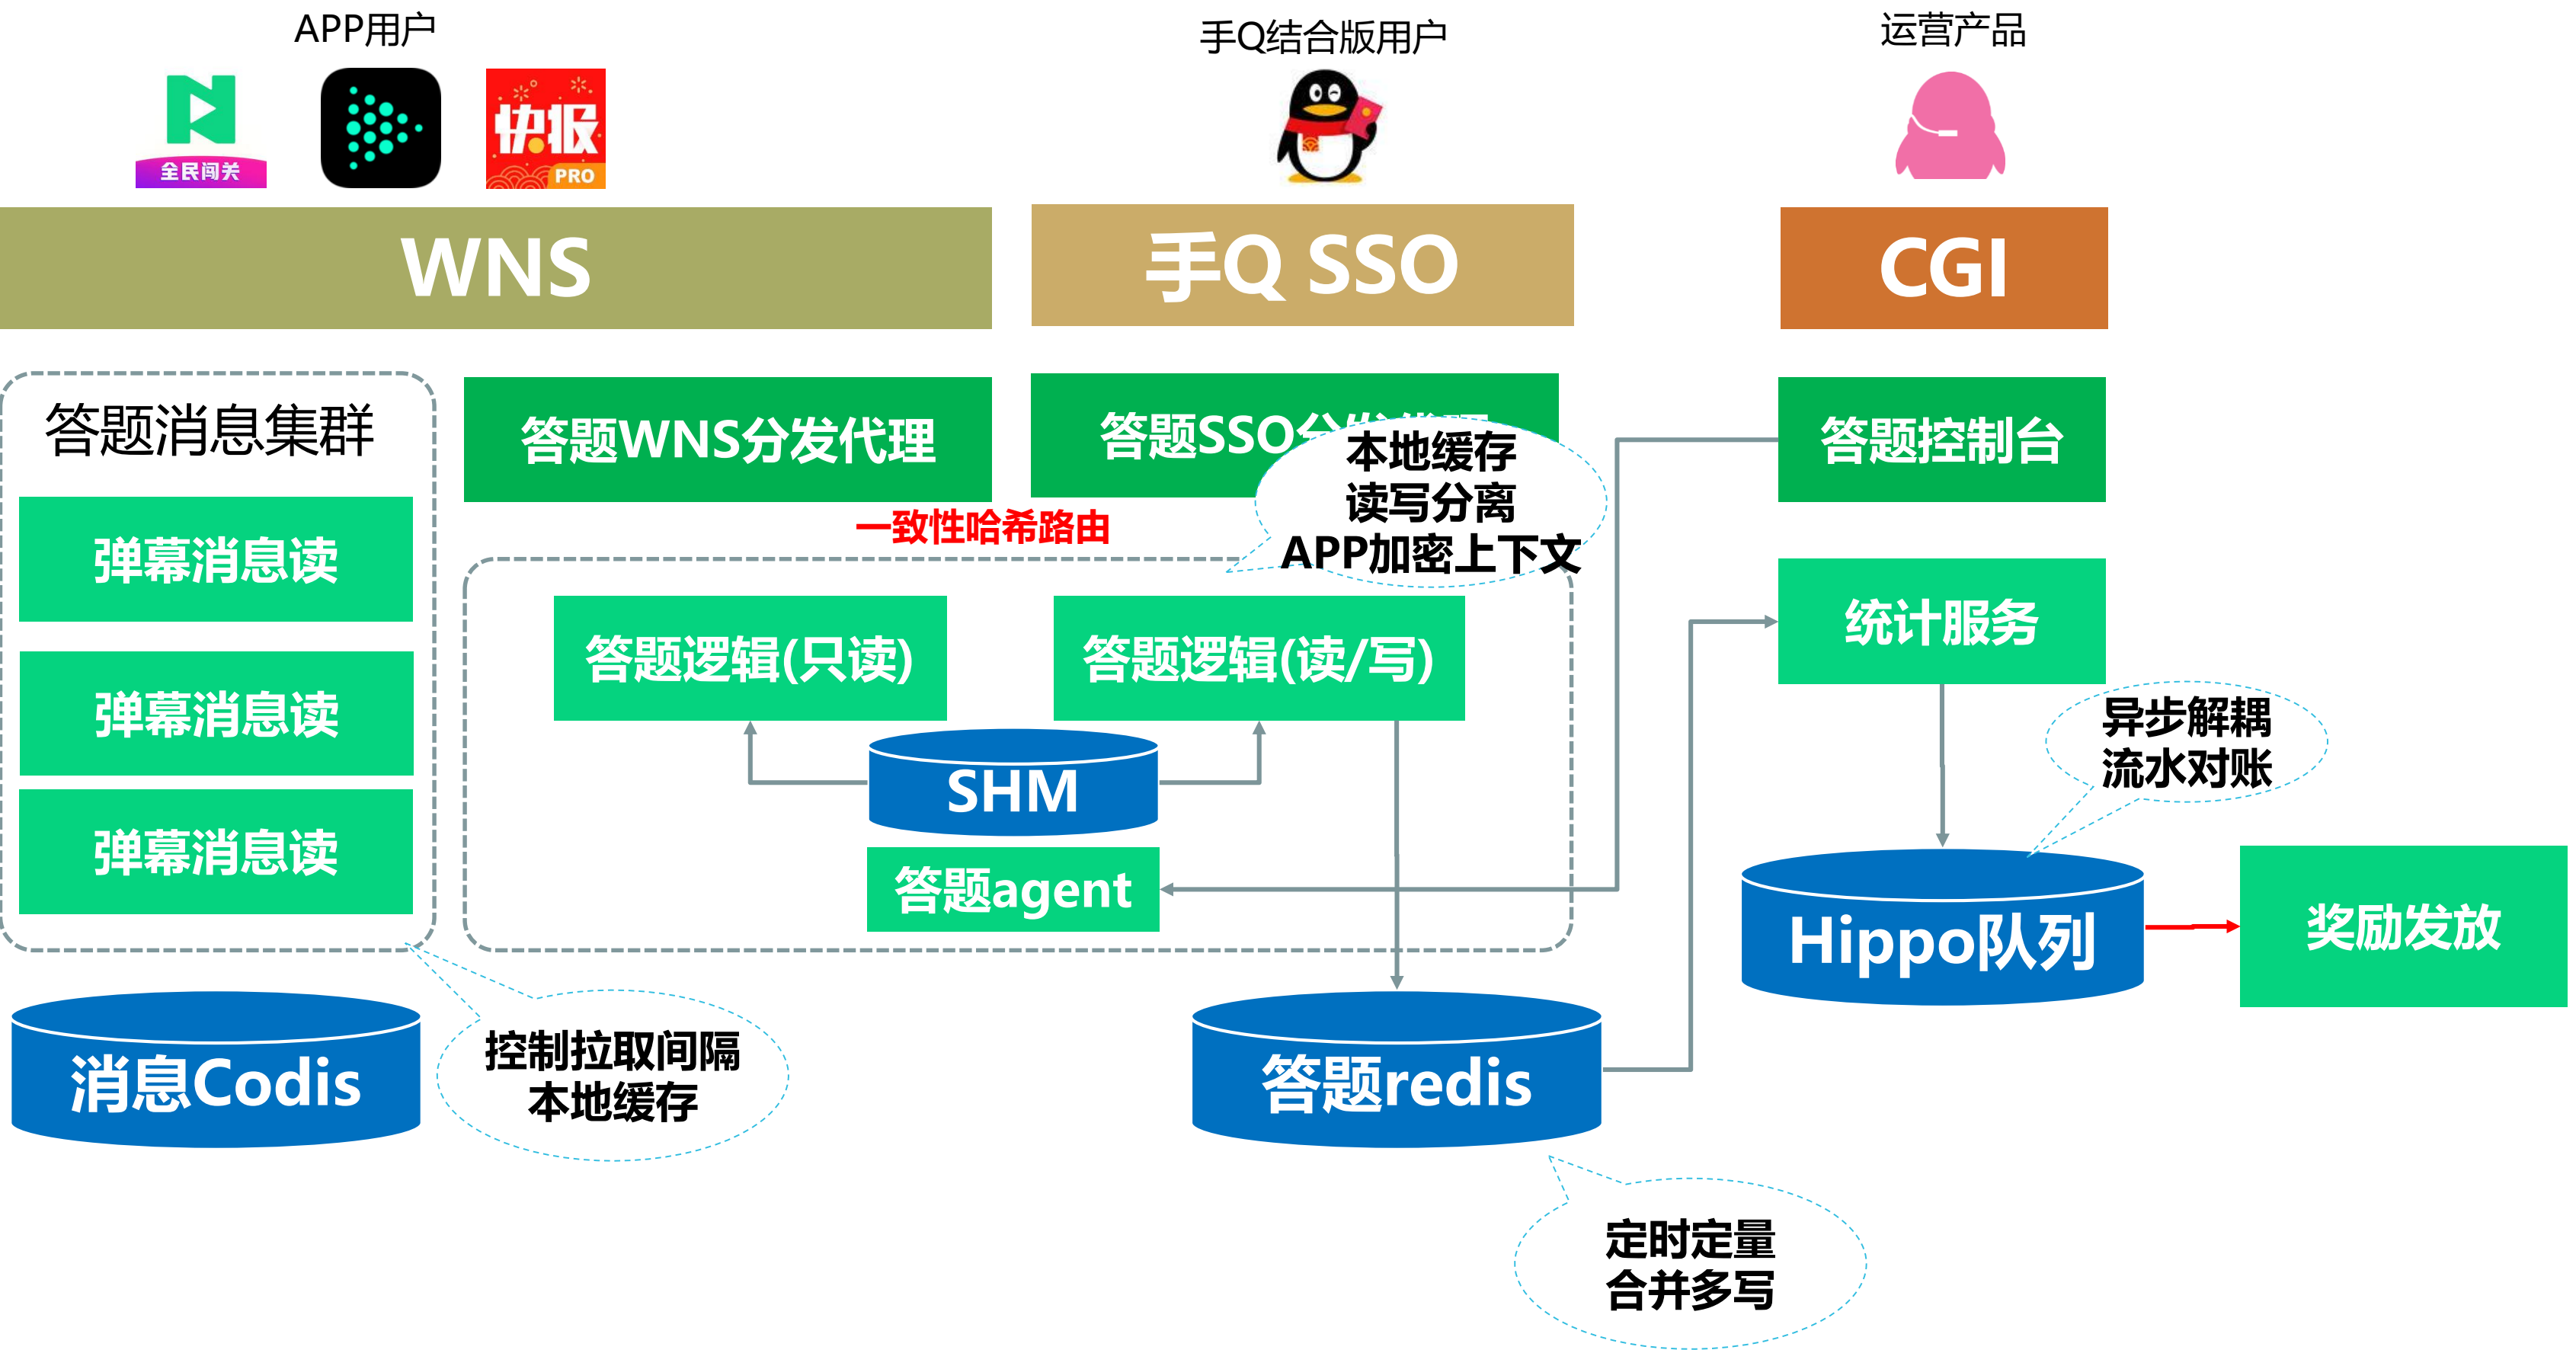 APP用户
手Q结合版用户
运营产品
全民闯关
快报
PRO
WNS
手Q SSO
CGI
答题消息集群
答题WNS分发代理
答题SSO分
答题控制台
本地缓存
读写分离
APP加密上下文
一致性哈希路由
弹幕消息读
弹幕消息读
弹幕消息读
答题逻辑(只读)
答题逻辑(读/写)
统计服务
SHM
答题agent
异步解耦
流水对账
Hippo队列
奖励发放
消息Codis
控制拉取间隔
本地缓存
答题redis
定时定量
合并多写